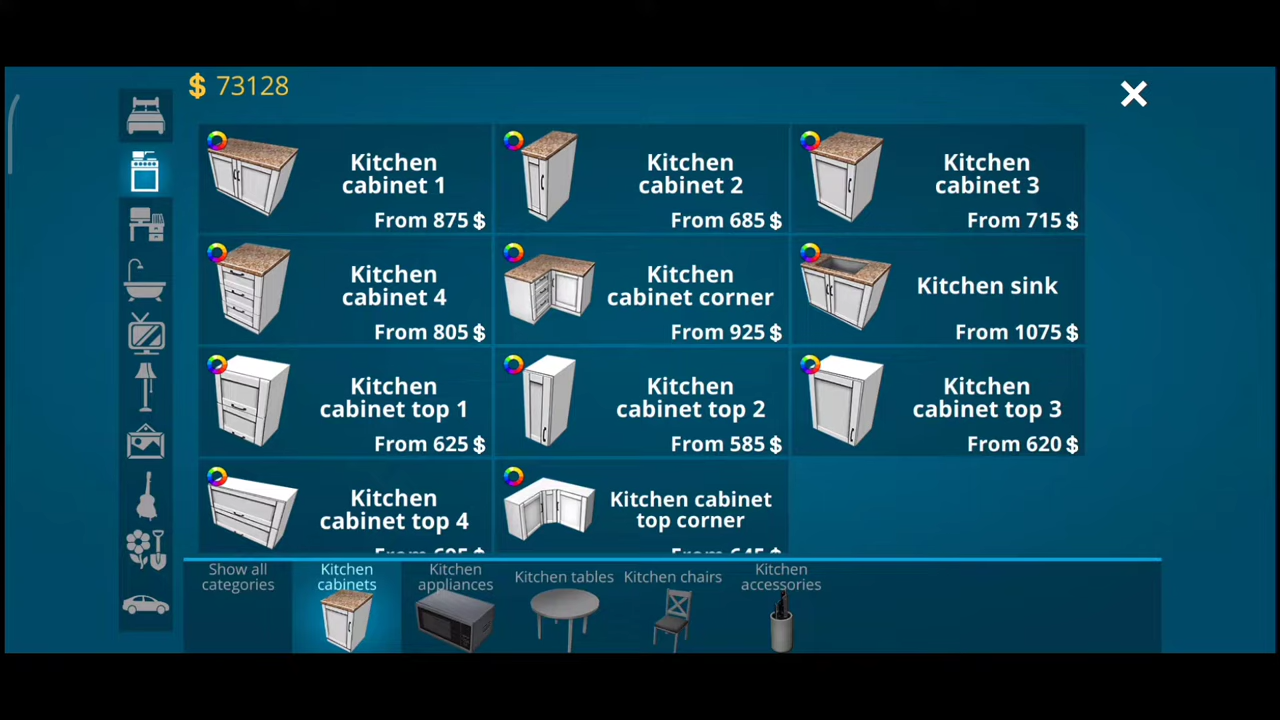 $ 73128
Kitchen
cabinet 1
From 875 $
Kitchen
cabinet 2
From 685 $
Kitchen
cabinet 3
From 715 $
Kitchen
cabinet 4
From 805 $
Kitchen
cabinet corner
From 925 $
Kitchen sink
From 1075 $
Kitchen
cabinet top 1
From 625 $
Kitchen
cabinet top 2
From 585 $
Kitchen
cabinet top 3
From 620 $
Kitchen
cabinet top 4
Kitchen cabinet
top corner
Show all
categories
Kitchen
cabinets
Kitchen
appliances
Kitchen tables
Kitchen chairs
Kitchen
accessories